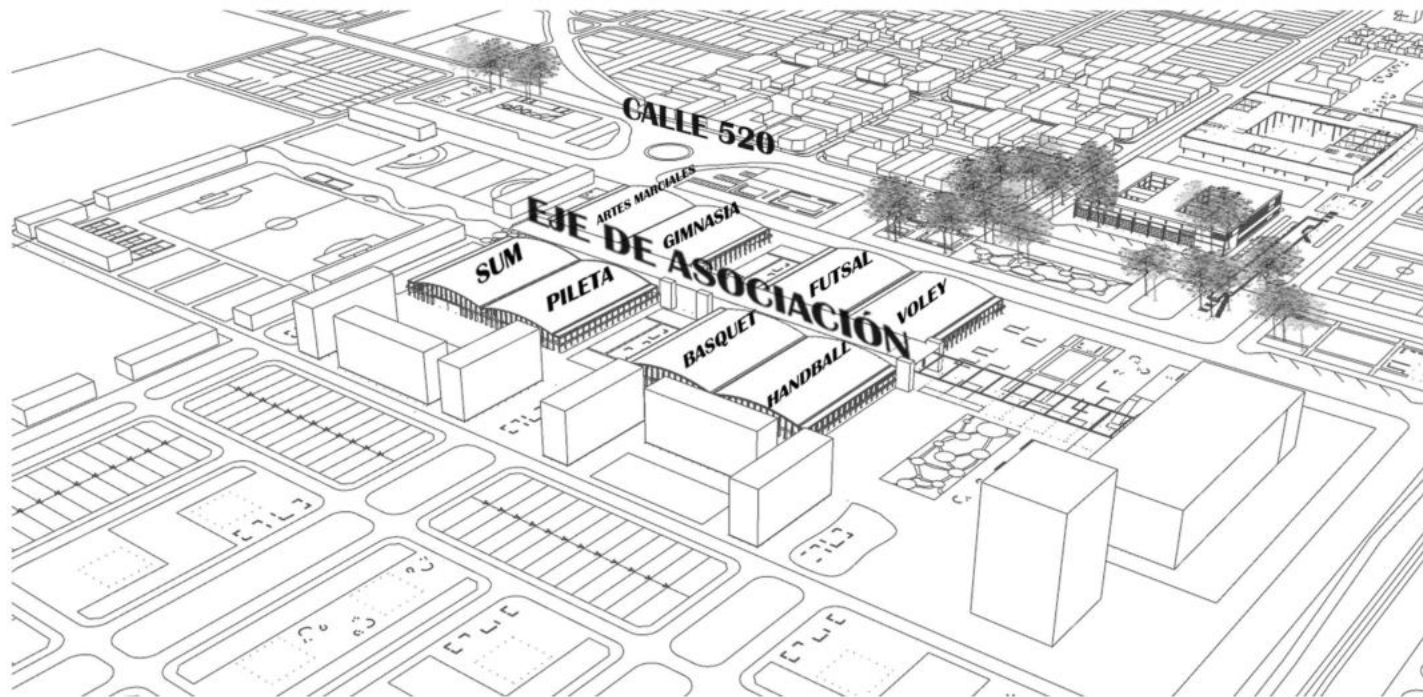 CALLE 520
ARTES MARCIALES
GIMNASIA
EJE DE ASOCIACIÓN
SUM
PILETA
FUTSAL
VOLEY
BASQUET
HANDBALL